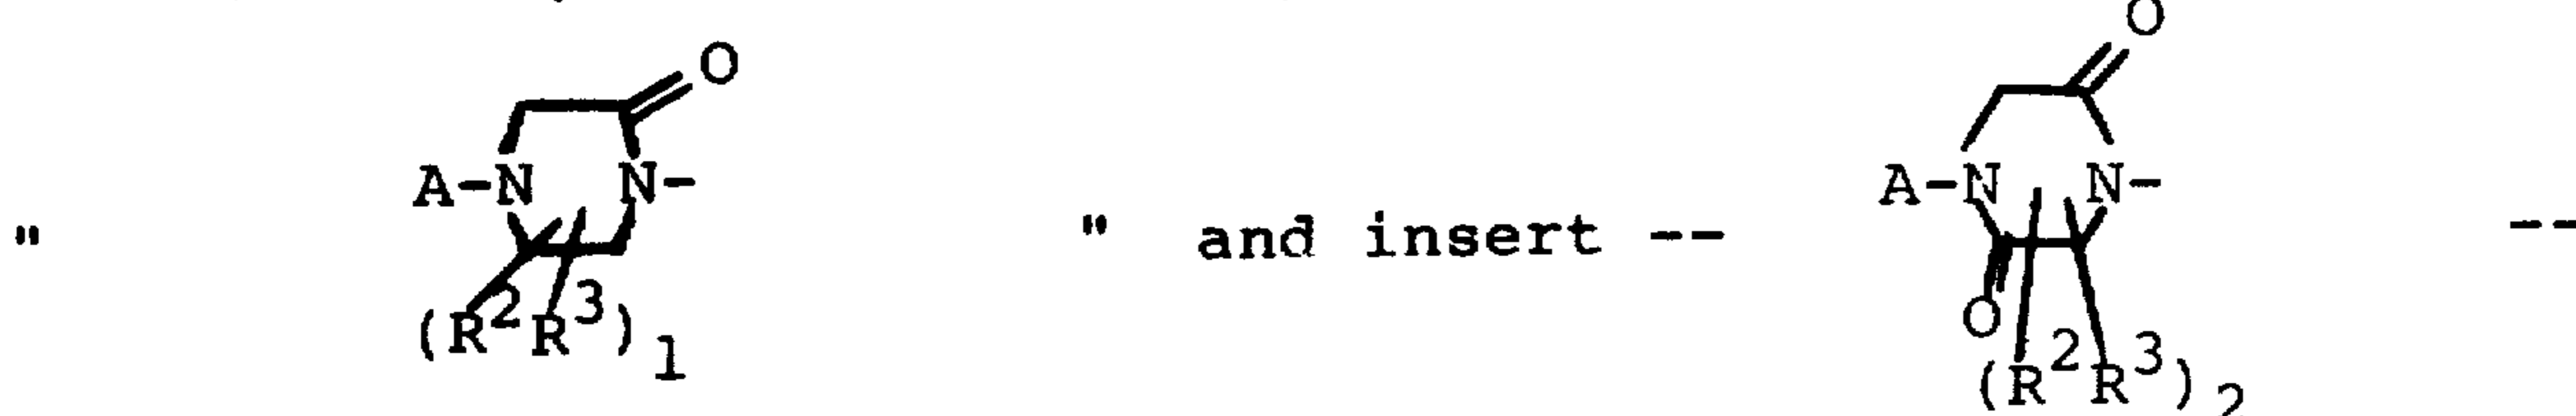 O O
A-N N- A-N N-
" " and insert -- --
O
(R2R3)1 (R2R3)2